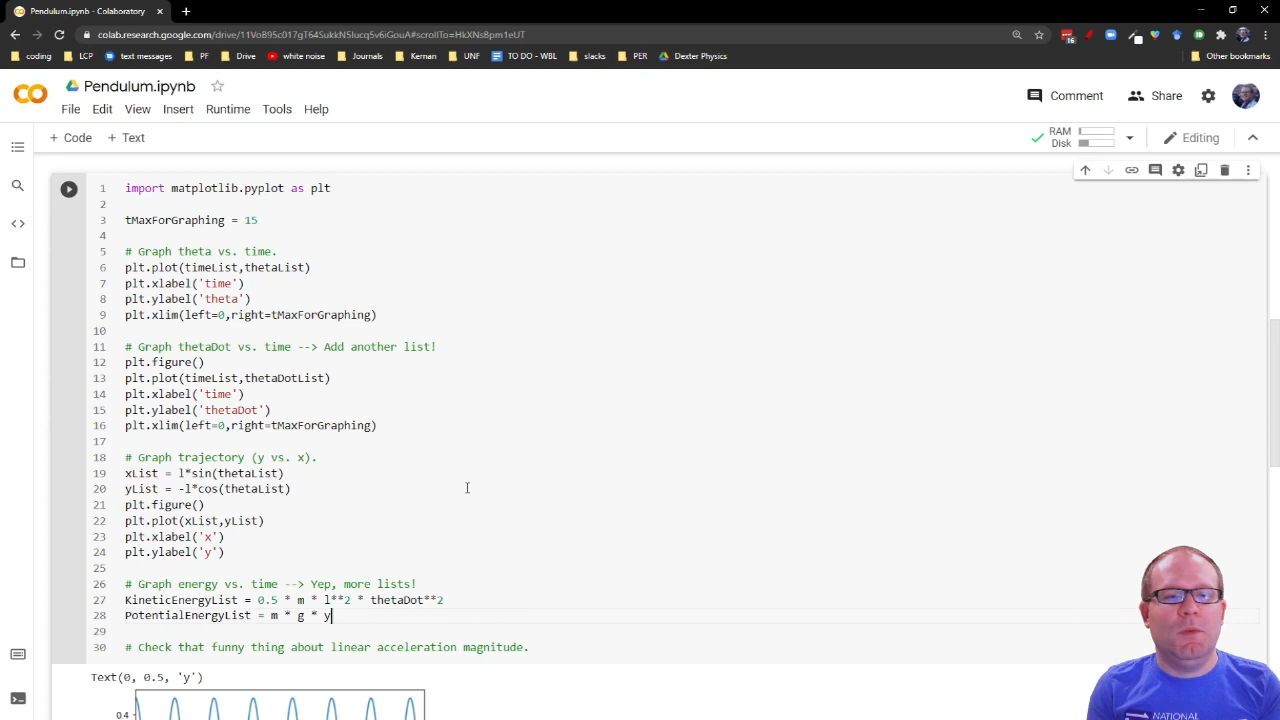 Pendulum.ipynb - Colaboratory
colab.research.google.com/drive/11VoB95c017gT64SukkN5Iucq5v6iGouA#scrollTo=HkXNs8pm1eUT
coding LCP text messages PF Drive white noise Journals Kernan UNF TO DO - WBL slacks PER Dexter Physics Other bookmarks
CO Pendulum.ipynb
File Edit View Insert Runtime Tools Help
Comment Share
+ Code + Text
RAM
Disk
Editing
1 import matplotlib.pyplot as plt
2
3 tMaxForGraphing = 15
4
5 # Graph theta vs. time.
6 plt.plot(timeList,thetaList)
7 plt.xlabel('time')
8 plt.ylabel('theta')
9 plt.xlim(left=0,right=tMaxForGraphing)
10
11 # Graph thetaDot vs. time --> Add another list!
12 plt.figure()
13 plt.plot(timeList,thetaDotList)
14 plt.xlabel('time')
15 plt.ylabel('thetaDot')
16 plt.xlim(left=0,right=tMaxForGraphing)
17
18 # Graph trajectory (y vs. x).
19 xList = l*sin(thetaList)
20 yList = -l*cos(thetaList)
21 plt.figure()
22 plt.plot(xList,yList)
23 plt.xlabel('x')
24 plt.ylabel('y')
25
26 # Graph energy vs. time --> Yep, more lists!
27 KineticEnergyList = 0.5 * m * l**2 * thetaDot**2
28 PotentialEnergyList = m * g * y
29
30 # Check that funny thing about linear acceleration magnitude.
Text(0, 0.5, 'y')
0.4
NATIONAL